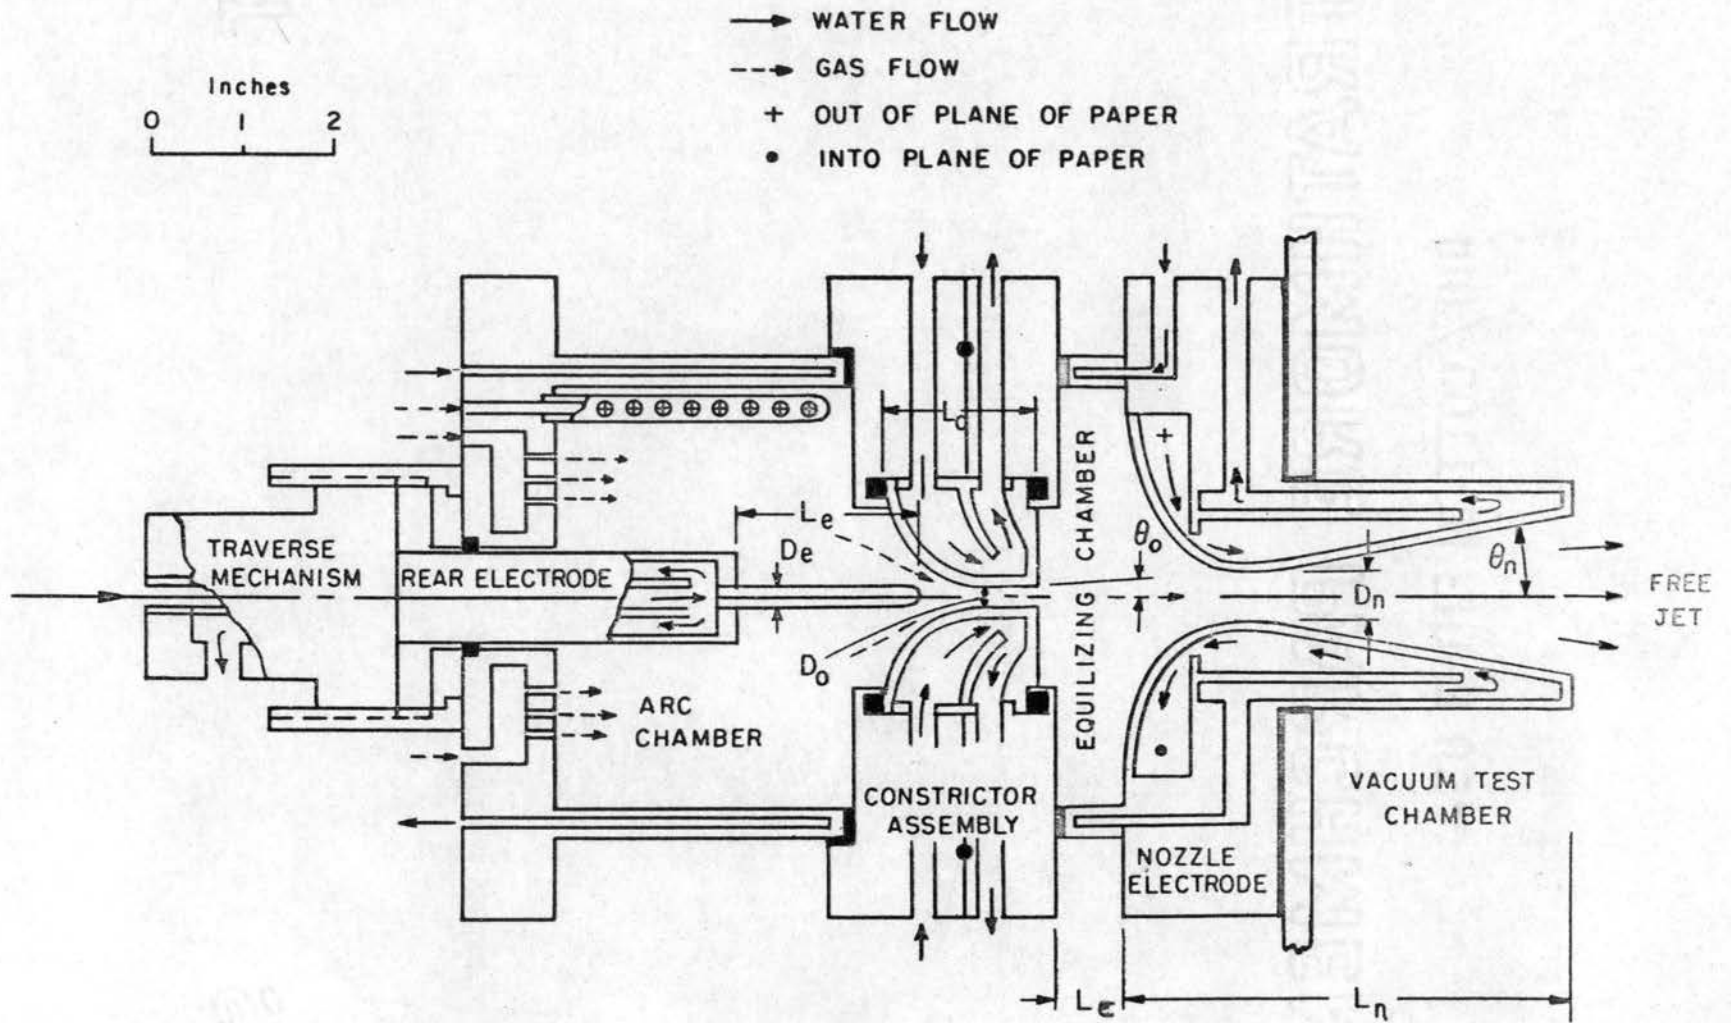 WATER FLOW
GAS FLOW
+ OUT OF PLANE OF PAPER
• INTO PLANE OF PAPER
Inches
0 1 2
Lc
EQUILIZING CHAMBER
Le
De
θo
θn
TRAVERSE
MECHANISM
REAR ELECTRODE
Dn
FREE
JET
Do
ARC
CHAMBER
CONSTRICTOR
ASSEMBLY
VACUUM TEST
CHAMBER
NOZZLE
ELECTRODE
Lε
Ln